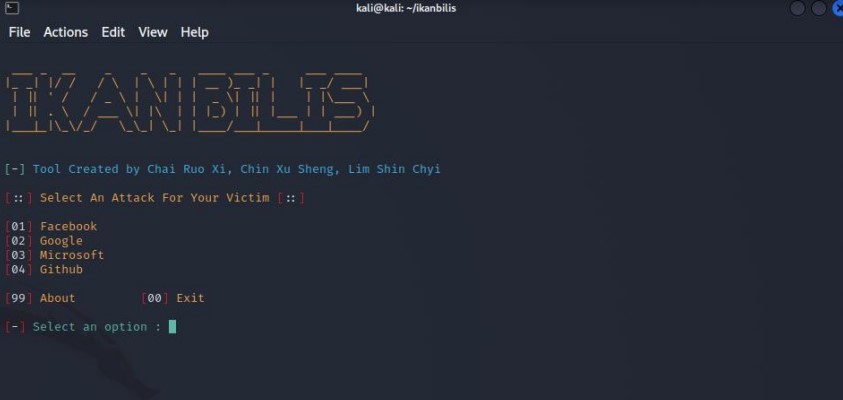 kali@kali: ~/ikanbilis
File Actions Edit View Help
IKAN BILIS
[-] Tool Created by Chai Ruo Xi, Chin Xu Sheng, Lim Shin Chyi
[::] Select An Attack For Your Victim [::]
[01] Facebook
[02] Google
[03] Microsoft
[04] Github
[99] About [00] Exit
[-] Select an option :